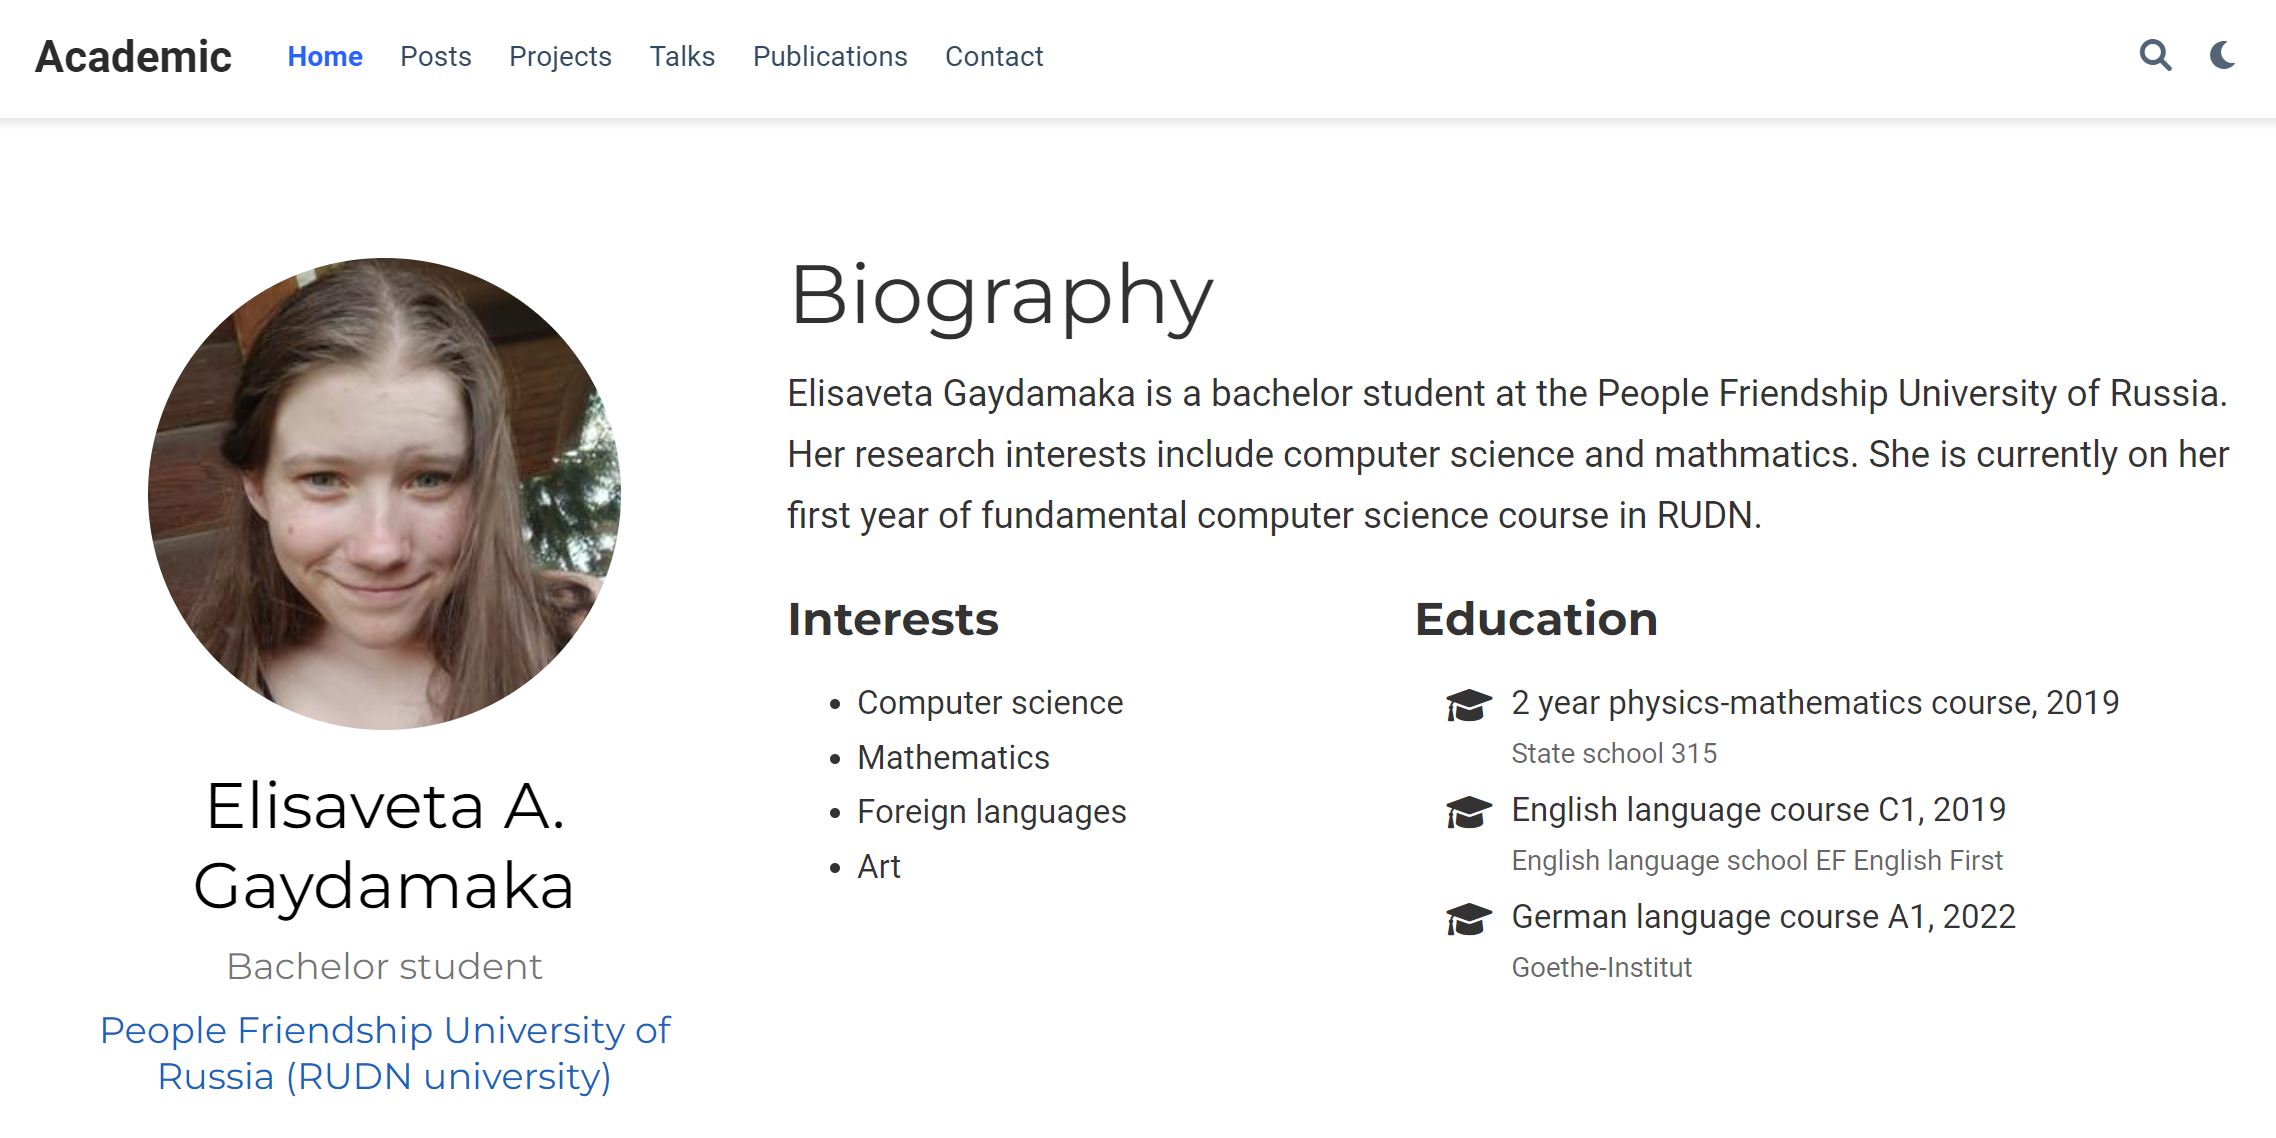 Academic Home Posts Projects Talks Publications Contact
Elisaveta A.
Gaydamaka
Bachelor student
People Friendship University of
Russia (RUDN university)
Biography
Elisaveta Gaydamaka is a bachelor student at the People Friendship University of Russia.
Her research interests include computer science and mathmatics. She is currently on her
first year of fundamental computer science course in RUDN.
Interests
• Computer science
• Mathematics
• Foreign languages
• Art
Education
2 year physics-mathematics course, 2019
State school 315
English language course C1, 2019
English language school EF English First
German language course A1, 2022
Goethe-Institut